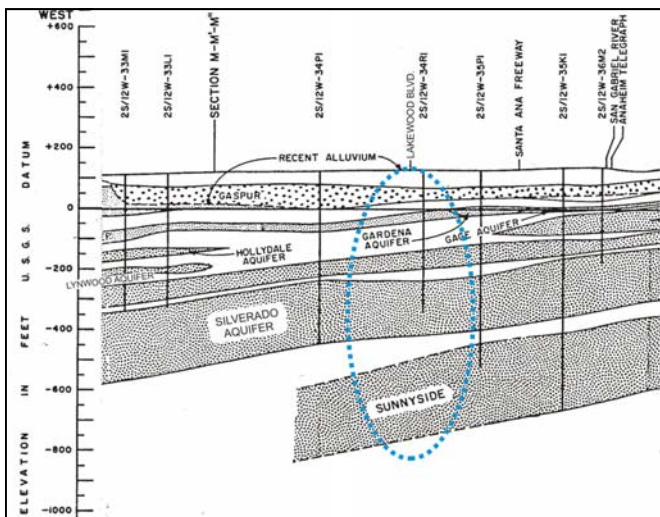 WEST
+600
+400
+200
0
-200
-400
-600
-800
-1000
ELEVATION IN FEET U.S.G.S. DATUM
2S/12W-33M1
2S/12W-33L1
SECTION M-M'-M"
2S/12W-34P1
LAKEWOOD BLVD.
2S/12W-34R1
2S/12W-35P1
SANTA ANA FREEWAY
2S/12W-35K1
2S/12W-36M2
SAN GABRIEL RIVER
ANAHEIM TELEGRAPH
RECENT ALLUVIUM
GASPUR
GARDENA
AQUIFER
GAGE AQUIFER
HOLLYDALE
AQUIFER
LYNWOOD AQUIFER
SILVERADO
AQUIFER
SUNNYSIDE